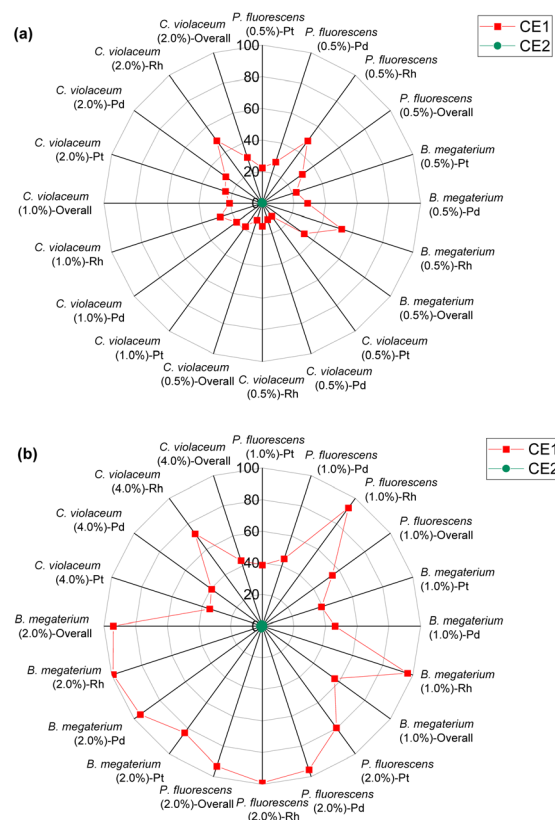 (a)
CE1
CE2
P. fluorescens
(0.5%)-Pt
P. fluorescens
(0.5%)-Pd
P. fluorescens
(0.5%)-Rh
P. fluorescens
(0.5%)-Overall
B. megaterium
(0.5%)-Pt
B. megaterium
(0.5%)-Pd
B. megaterium
(0.5%)-Rh
B. megaterium
(0.5%)-Overall
C. violaceum
(0.5%)-Pt
C. violaceum
(0.5%)-Pd
C. violaceum
(0.5%)-Rh
C. violaceum
(0.5%)-Overall
C. violaceum
(1.0%)-Pt
C. violaceum
(1.0%)-Pd
C. violaceum
(1.0%)-Rh
C. violaceum
(1.0%)-Overall
C. violaceum
(2.0%)-Pt
C. violaceum
(2.0%)-Pd
C. violaceum
(2.0%)-Rh
C. violaceum
(2.0%)-Overall
100
80
60
40
20
(b)
CE1
CE2
P. fluorescens
(1.0%)-Pt
P. fluorescens
(1.0%)-Pd
P. fluorescens
(1.0%)-Rh
P. fluorescens
(1.0%)-Overall
B. megaterium
(1.0%)-Pt
B. megaterium
(1.0%)-Pd
B. megaterium
(1.0%)-Rh
B. megaterium
(1.0%)-Overall
P. fluorescens
(2.0%)-Pt
P. fluorescens
(2.0%)-Pd
P. fluorescens
(2.0%)-Rh
P. fluorescens
(2.0%)-Overall
B. megaterium
(2.0%)-Pt
B. megaterium
(2.0%)-Pd
B. megaterium
(2.0%)-Rh
B. megaterium
(2.0%)-Overall
C. violaceum
(4.0%)-Pt
C. violaceum
(4.0%)-Pd
C. violaceum
(4.0%)-Rh
C. violaceum
(4.0%)-Overall
100
80
60
40
20